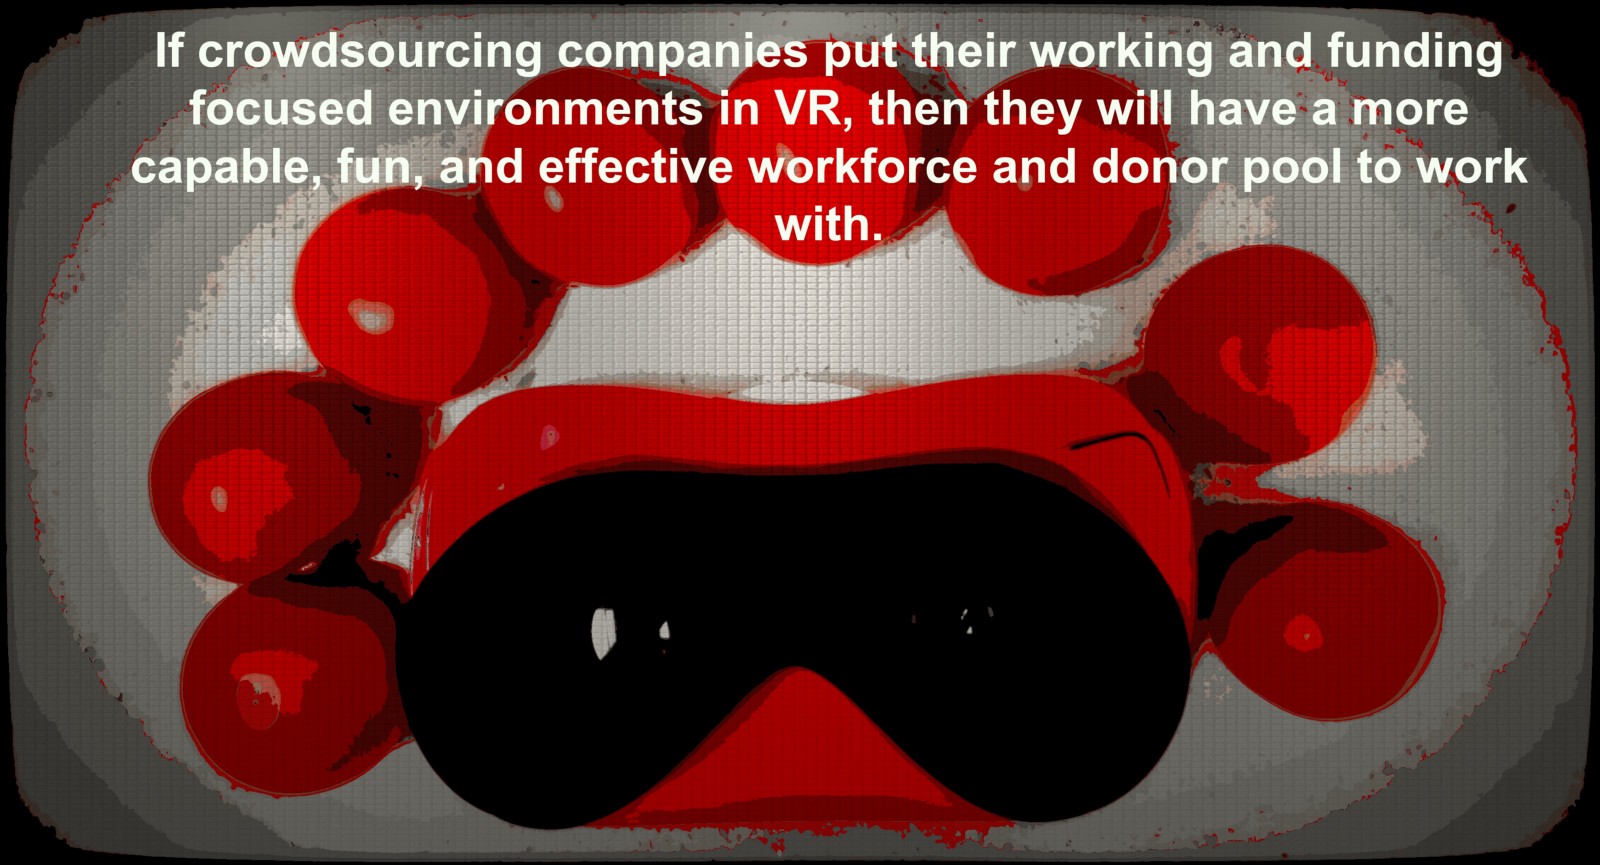 If crowdsourcing companies put their working and funding
focused environments in VR, then they will have a more
capable, fun, and effective workforce and donor pool to work
with.